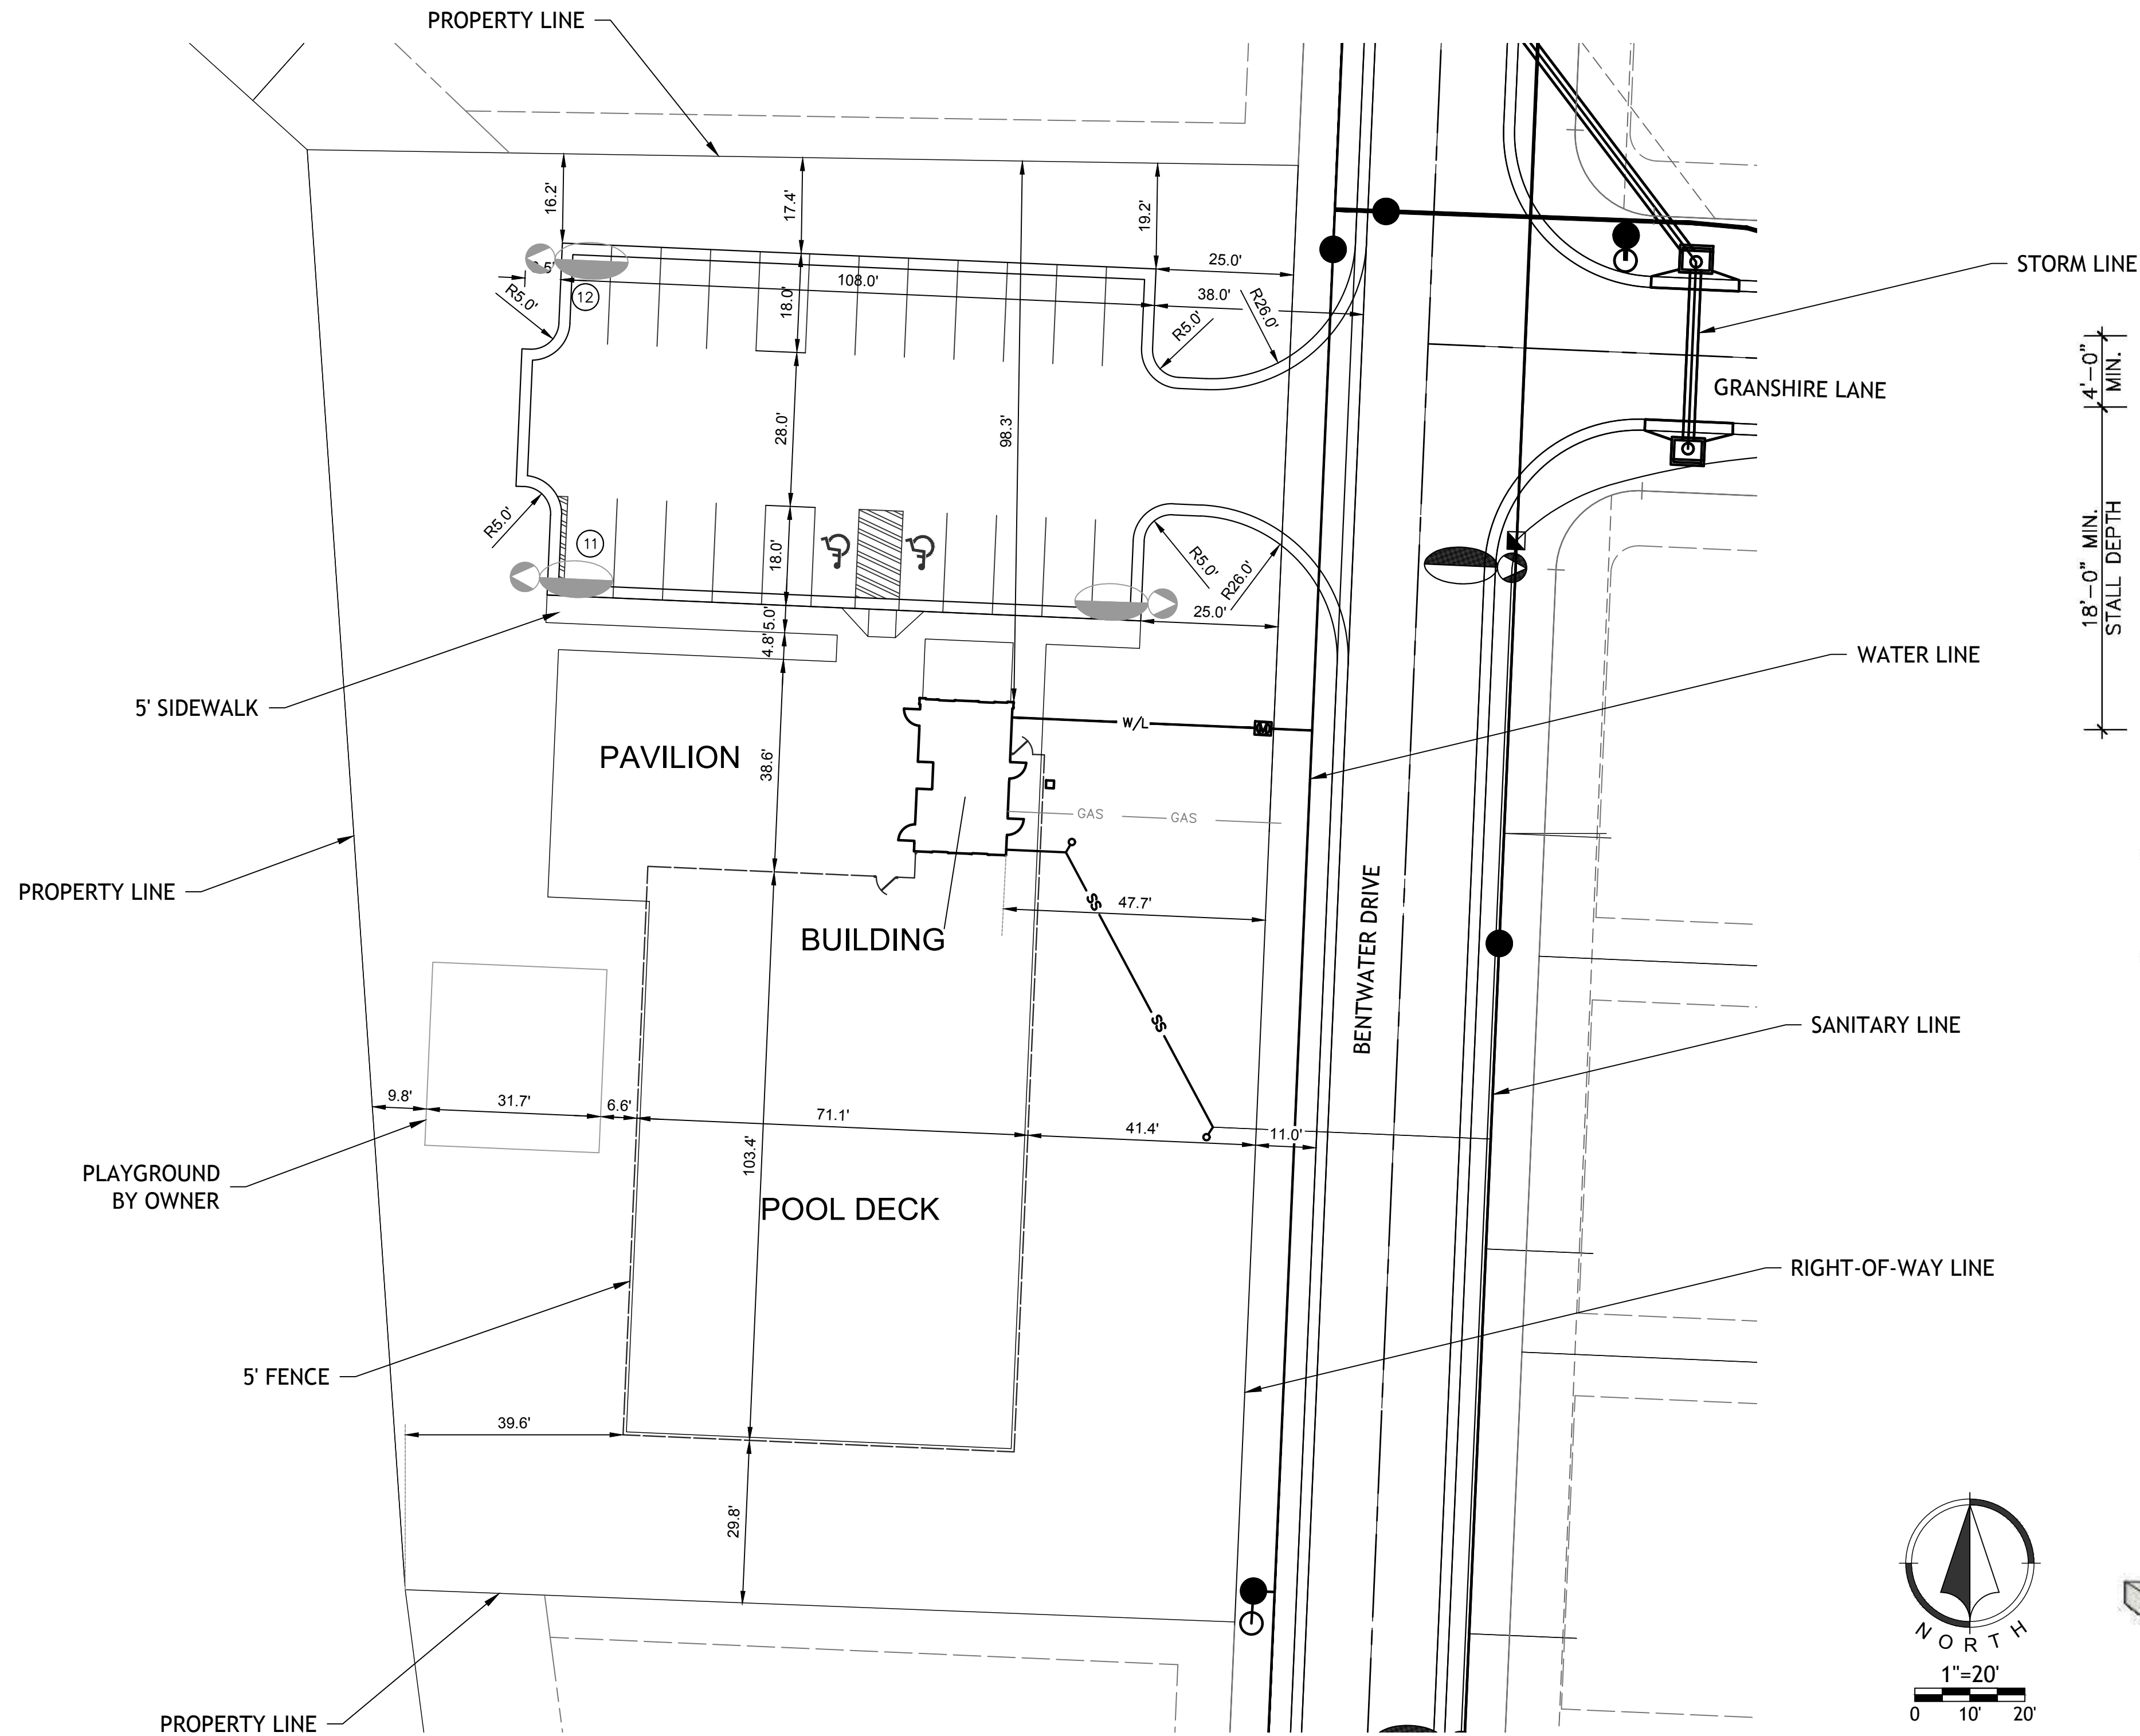 PROPERTY LINE
16.2'
17.4'
19.2'
25.0'
STORM LINE
R5.0'
12
108.0'
18.0'
38.0'
R26.0'
R5.0'
4'-0"
MIN.
GRANSHIRE LANE
28.0'
98.3'
R5.0'
11
18.0'
R5.0'
R26.0'
18'-0" MIN.
STALL DEPTH
25.0'
5.0'
4.8'
WATER LINE
5' SIDEWALK
W/L
M
PAVILION
38.6'
GAS
GAS
PROPERTY LINE
BENTWATER DRIVE
SS
47.7'
BUILDING
SS
SANITARY LINE
9.8'
31.7'
6.6'
71.1'
41.4'
11.0'
103.4'
PLAYGROUND
BY OWNER
POOL DECK
RIGHT-OF-WAY LINE
5' FENCE
39.6'
29.8'
NORTH
1"=20'
0 10' 20'
PROPERTY LINE